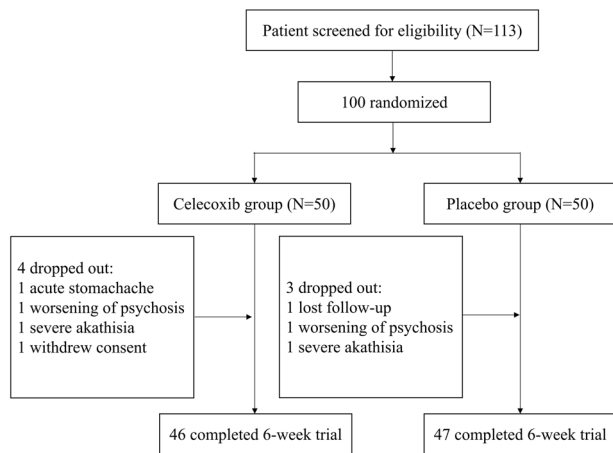 Patient screened for eligibility (N=113)
100 randomized
Celecoxib group (N=50)
Placebo group (N=50)
4 dropped out:
1 acute stomachache
1 worsening of psychosis
1 severe akathisia
1 withdrew consent
3 dropped out:
1 lost follow-up
1 worsening of psychosis
1 severe akathisia
46 completed 6-week trial
47 completed 6-week trial